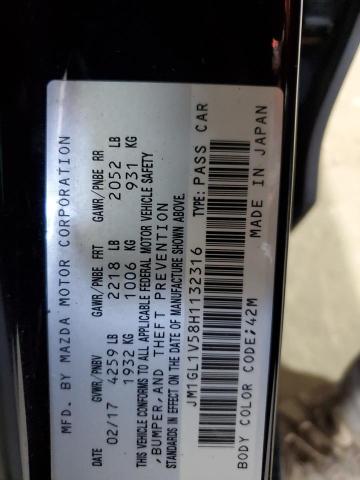 MFD. BY MAZDA MOTOR CORPORATION
DATE GVWR/PNBV GAWR/PNBE FRT GAWR/PNBE RR
02/17 4259 LB 2218 LB 2052 LB
1932 KG 1006 KG 931 KG
THIS VEHICLE CONFORMS TO ALL APPLICABLE FEDERAL MOTOR VEHICLE SAFETY
,BUMPER, AND THEFT PREVENTION
STANDARDS IN EFFECT ON THE DATE OF MANUFACTURE SHOWN ABOVE.
JM1GL1V58H1132316 TYPE: PASS CAR
BODY COLOR CODE:42M MADE IN JAPAN